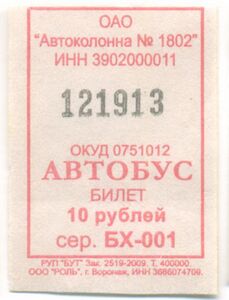 ОАО
"Автоколонна № 1802"
ИНН 3902000011
121913
ОКУД 0751012
АВТОБУС
БИЛЕТ
10 рублей
сер. БХ-001
РУП "БУТ" Зак. 2519-2009. Т. 400000.
ООО "РОЛЬ", г. Воронеж, ИНН 3666074709.